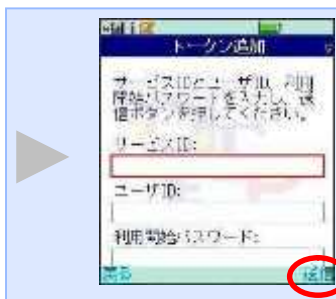 トークン追加
サービスIDとユーザID、利用
開始パスワードを入力し、送
信ボタンを押してください。
サービスID:
ユーザID:
利用開始パスワード:
戻る 送信